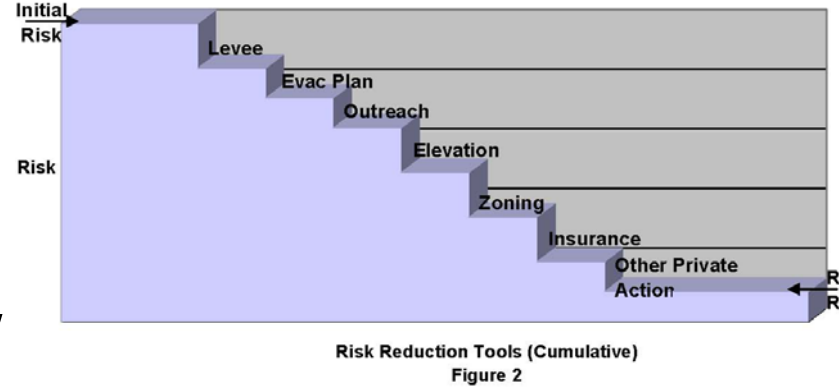 Initial
Risk
Levee
Evac Plan
Outreach
Elevation
Risk
Zoning
Insurance
Other Private
Action
R
R
Risk Reduction Tools (Cumulative)
Figure 2